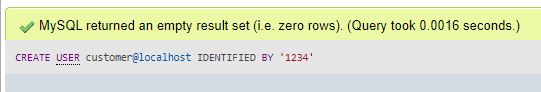 MySQL returned an empty result set (i.e. zero rows). (Query took 0.0016 seconds.)
CREATE USER customer@localhost IDENTIFIED BY '1234'